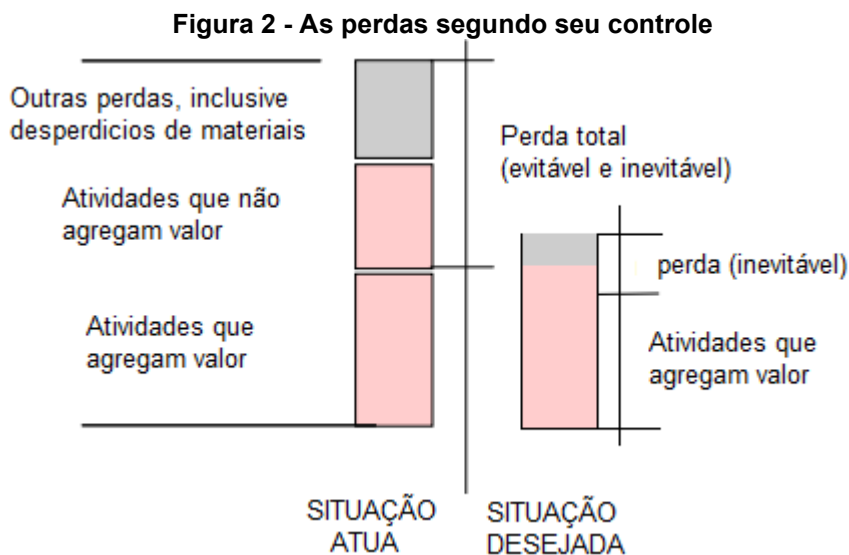 Figura 2 - As perdas segundo seu controle
Outras perdas, inclusive
desperdicios de materiais
Perda total
(evitável e inevitável)
Atividades que não
agregam valor
perda (inevitável)
Atividades que
agregam valor
Atividades que
agregam valor
SITUAÇÃO
ATUA
SITUAÇÃO
DESEJADA